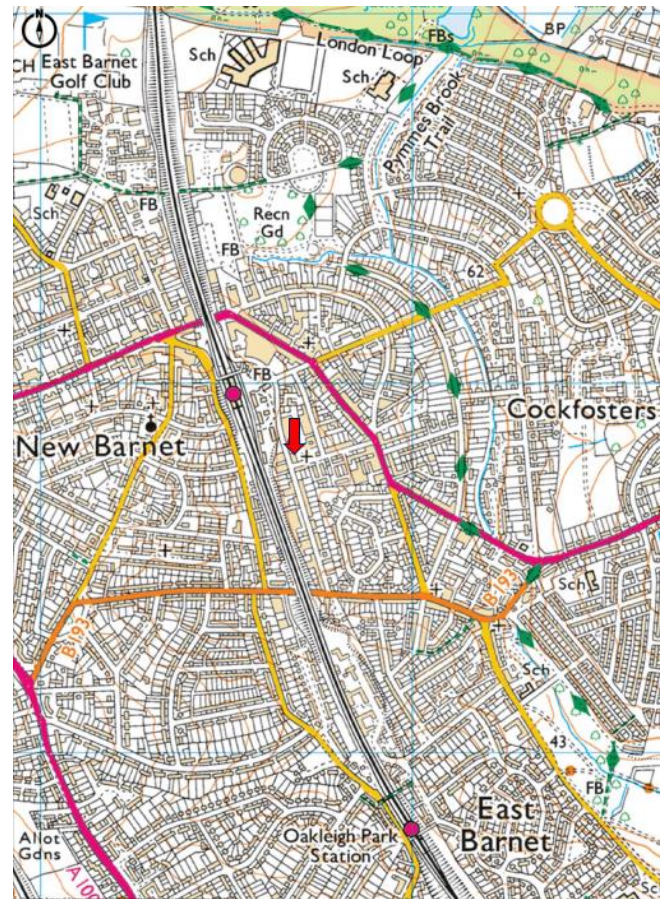 N
CH
East Barnet
Golf Club
Sch
London Loop
FBs
BP
Sch
Pymmes Brook
Trail
Sch
FB
Recn
Gd
FB
62
FB
Cockfosters
New Barnet
B193
Sch
B193
Sch
43
FB
East
Barnet
Oakleigh Park
Station
Allot
Gdns
A 100
Sc